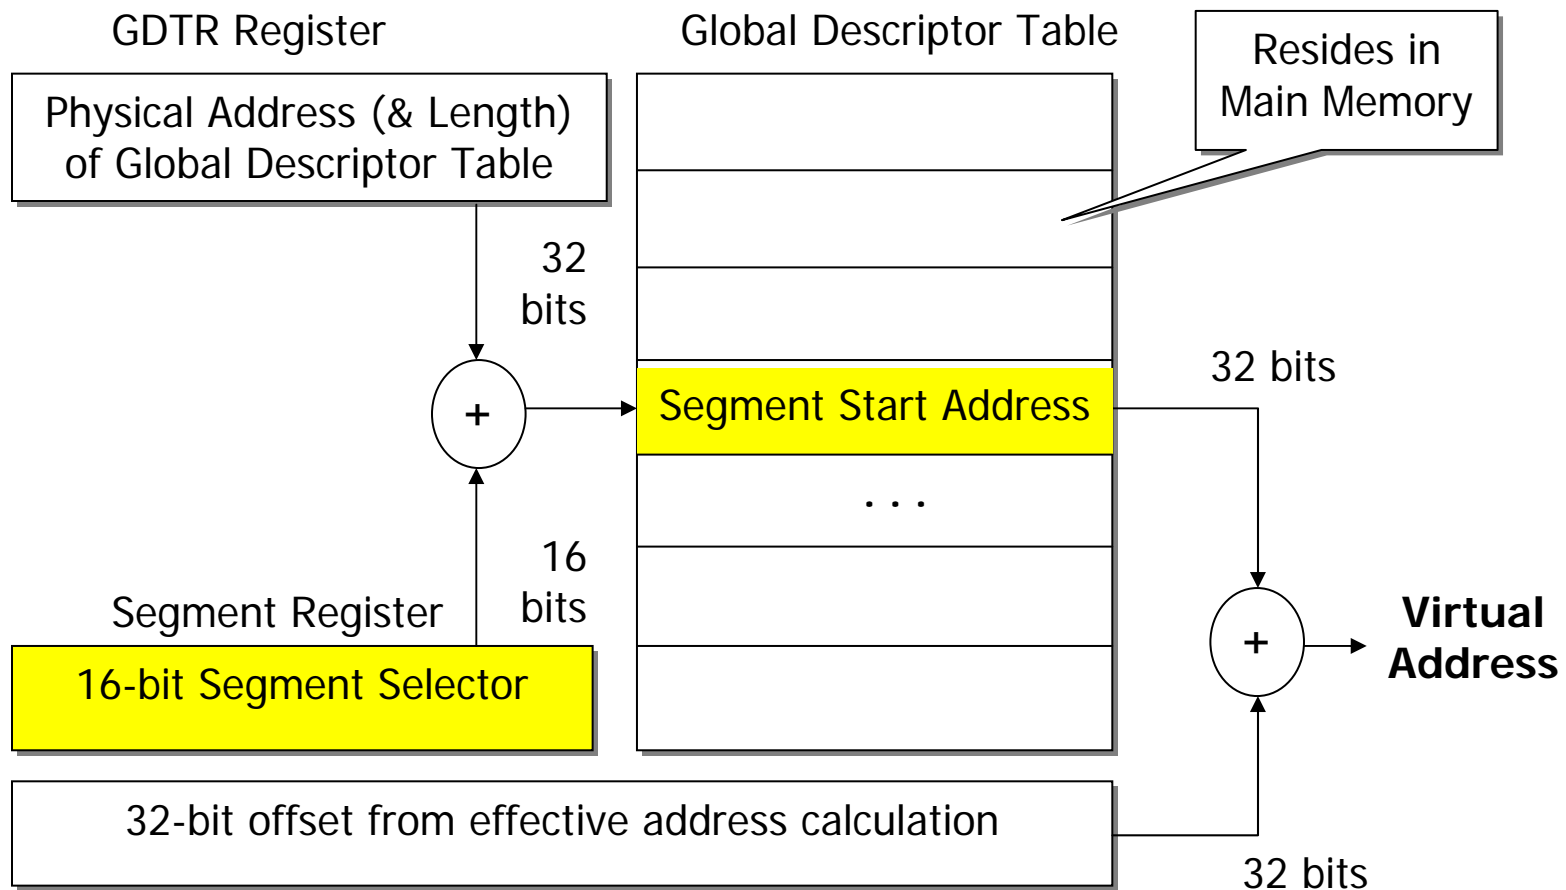 GDTR Register
Global Descriptor Table
Resides in
Main Memory
Physical Address (& Length)
of Global Descriptor Table
32
bits
32 bits
+
Segment Start Address
. . .
16
bits
Segment Register
16-bit Segment Selector
+
Virtual
Address
32-bit offset from effective address calculation
32 bits